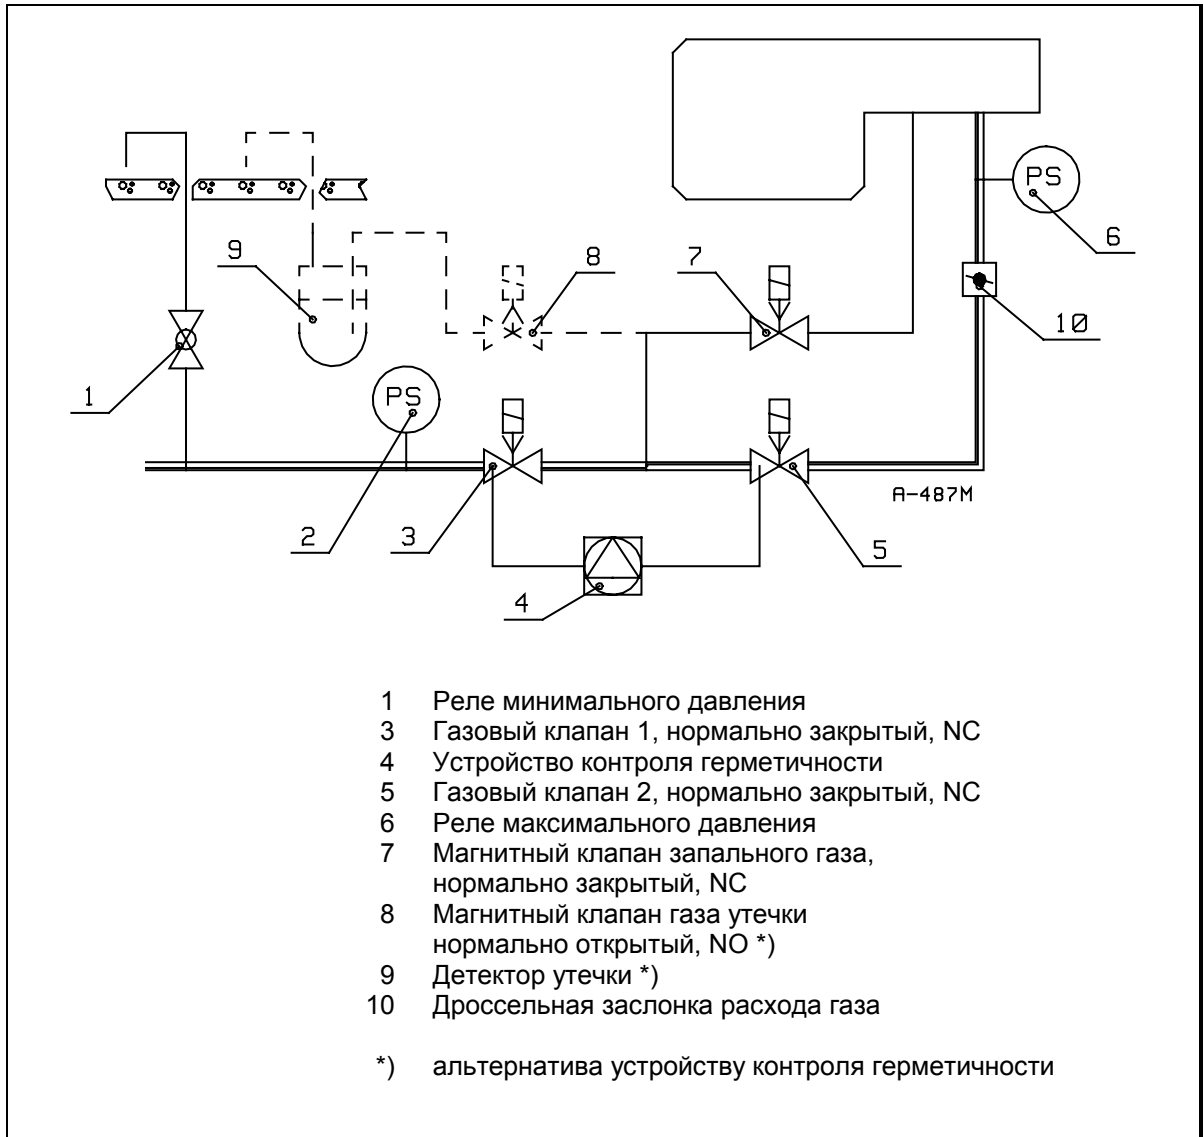 PS
6
9
8
7
10
1
PS
A-487M
2
3
5
4
1 Реле минимального давления
3 Газовый клапан 1, нормально закрытый, NC
4 Устройство контроля герметичности
5 Газовый клапан 2, нормально закрытый, NC
6 Реле максимального давления
7 Магнитный клапан запального газа,
нормально закрытый, NC
8 Магнитный клапан газа утечки
нормально открытый, NO *)
9 Детектор утечки *)
10 Дроссельная заслонка расхода газа
*) альтернатива устройству контроля герметичности